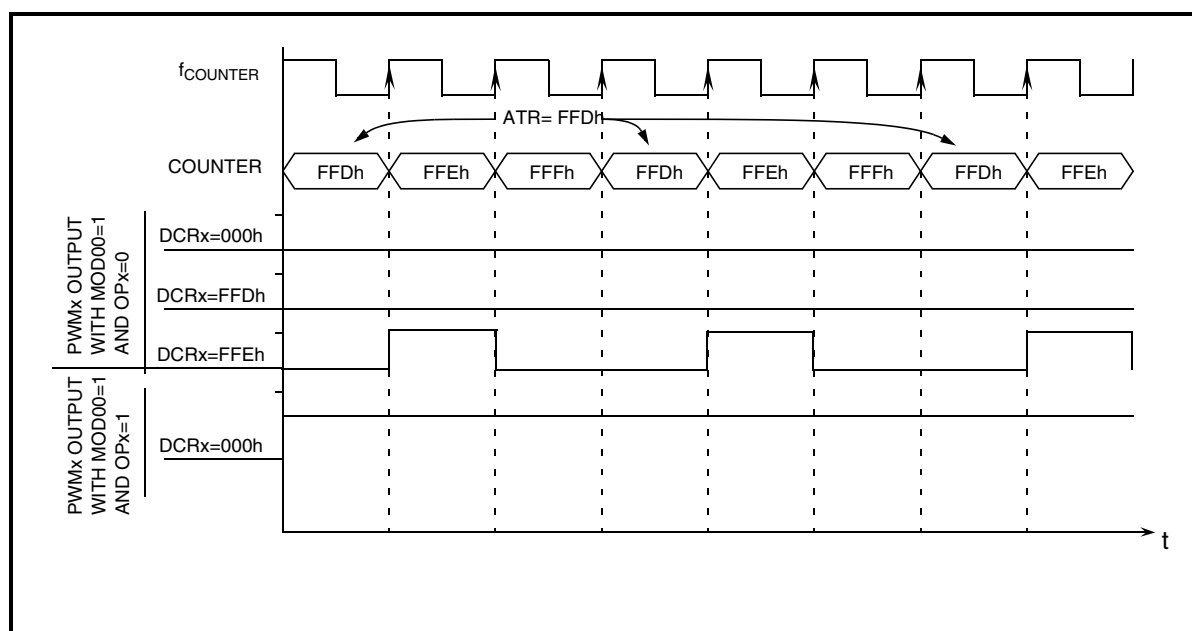 fCOUNTER
ATR= FFDh
COUNTER
FFDh FFEh FFFh FFDh FFEh FFFh FFDh FFEh
PWMx OUTPUT
WITH MOD00=1
AND OPx=0
DCRx=000h
DCRx=FFDh
DCRx=FFEh
PWMx OUTPUT
WITH MOD00=1
AND OPx=1
DCRx=000h
t